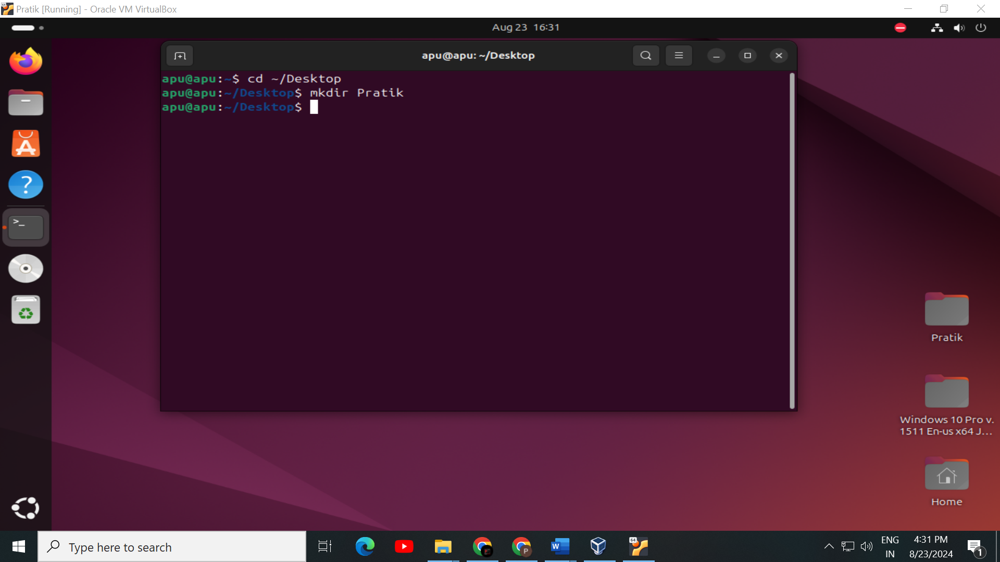 Pratik [Running] - Oracle VM VirtualBox
Aug 23 16:31
apu@apu: ~/Desktop
apu@apu:~$ cd ~/Desktop
apu@apu:~/Desktop$ mkdir Pratik
apu@apu:~/Desktop$
>_
Pratik
Windows 10 Pro v.
1511 En-us x64 J...
Home
Type here to search
P
W
64
ENG
IN
4:31 PM
8/23/2024
1